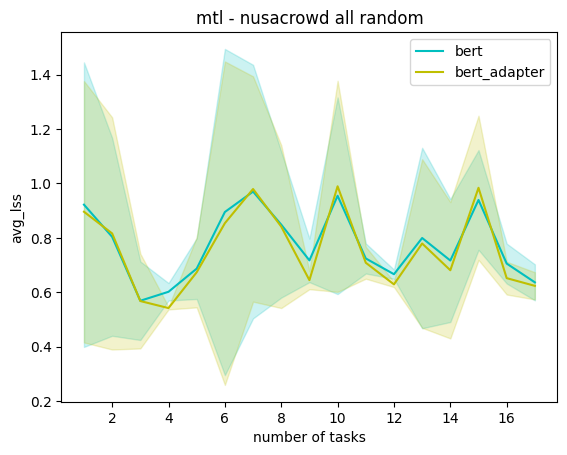 mtl - nusacrowd all random
bert
bert_adapter
avg_lss
1.4
1.2
1.0
0.8
0.6
0.4
0.2
2 4 6 8 10 12 14 16
number of tasks